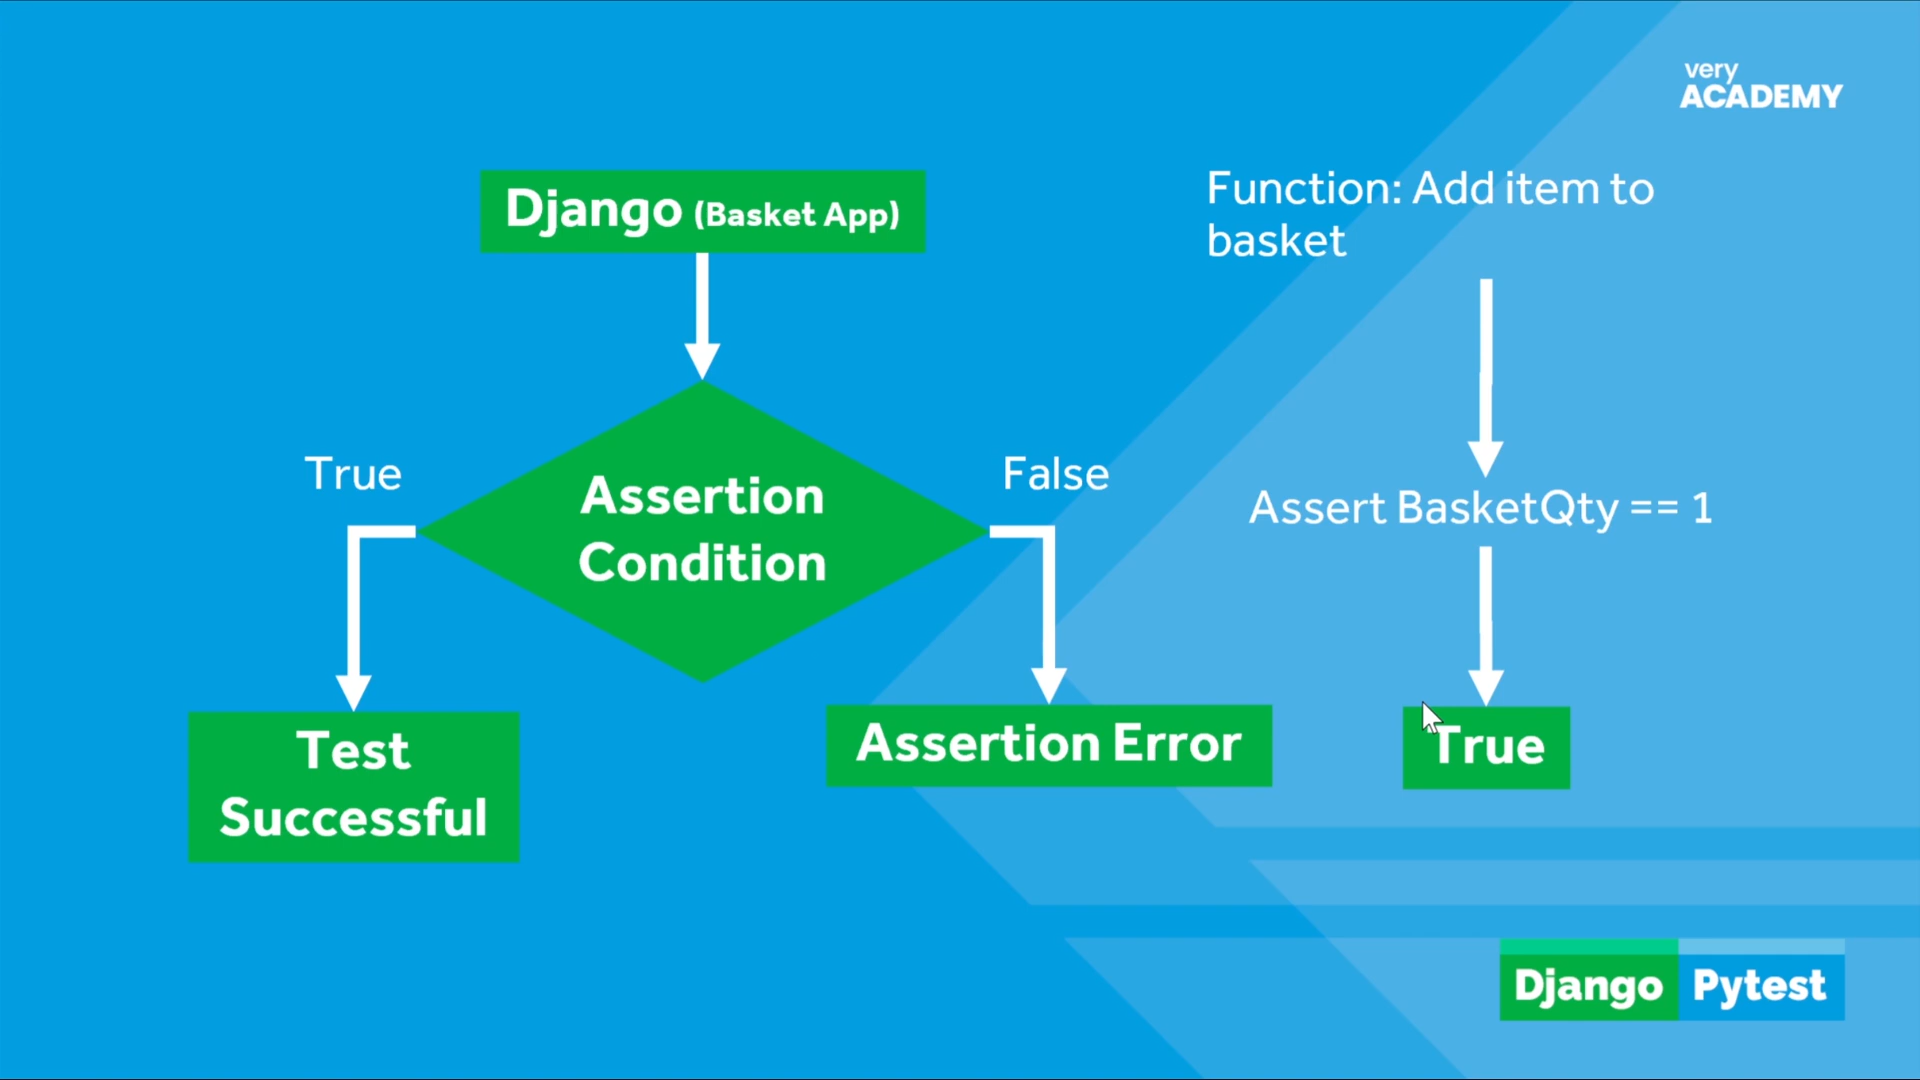 very
ACADEMY
Django (Basket App)
Function: Add item to
basket
True
Assertion
Condition
False
Assert BasketQty == 1
Test
Successful
Assertion Error
True
Django Pytest